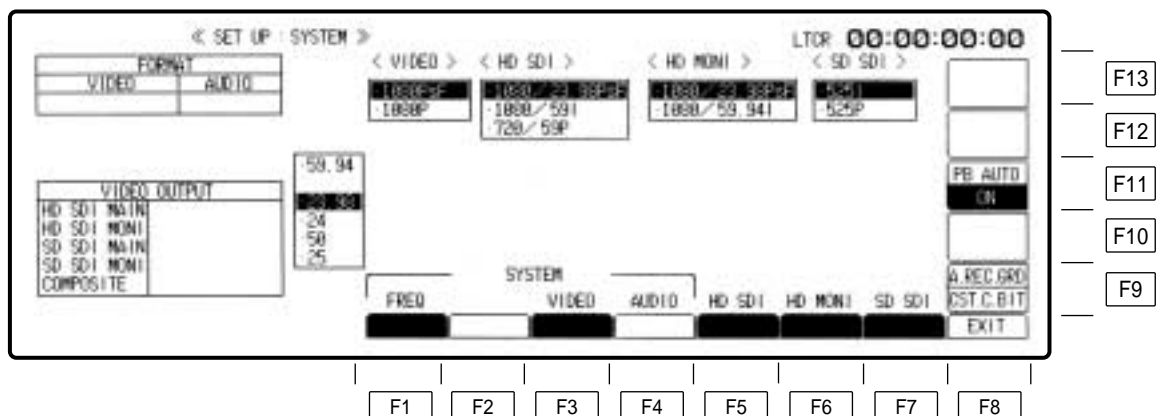 ≪ SET UP : SYSTEM ≫
LTCR 00:00:00:00
FORMAT
VIDEO AUDIO
< VIDEO > < HD SDI > < HD MONI > < SD SDI >
·1080PsF ·1080/23.98PsF ·1080/23.98PsF ·525I
·1080P ·1080/59I ·1080/59.94I ·525P
·720/59P
·59.94
·23.98
·24
·50
·25
VIDEO OUTPUT
HD SDI MAIN
HD SDI MONI
SD SDI MAIN
SD SDI MONI
COMPOSITE
SYSTEM
FREQ VIDEO AUDIO HD SDI HD MONI SD SDI
PB AUTO
ON
A.REC.GRD
CST.C.BIT
EXIT
F13
F12
F11
F10
F9
F1 F2 F3 F4 F5 F6 F7 F8